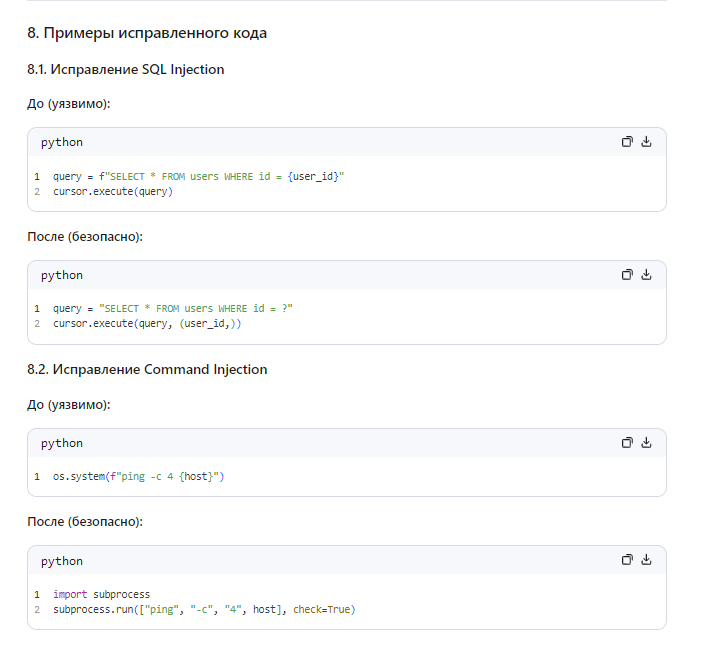 8. Примеры исправленного кода
8.1. Исправление SQL Injection
До (уязвимо):
python
1 query = f"SELECT * FROM users WHERE id = {user_id}"
2 cursor.execute(query)
После (безопасно):
python
1 query = "SELECT * FROM users WHERE id = ?"
2 cursor.execute(query, (user_id,))
8.2. Исправление Command Injection
До (уязвимо):
python
1 os.system(f"ping -c 4 {host}")
После (безопасно):
python
1 import subprocess
2 subprocess.run(["ping", "-c", "4", host], check=True)